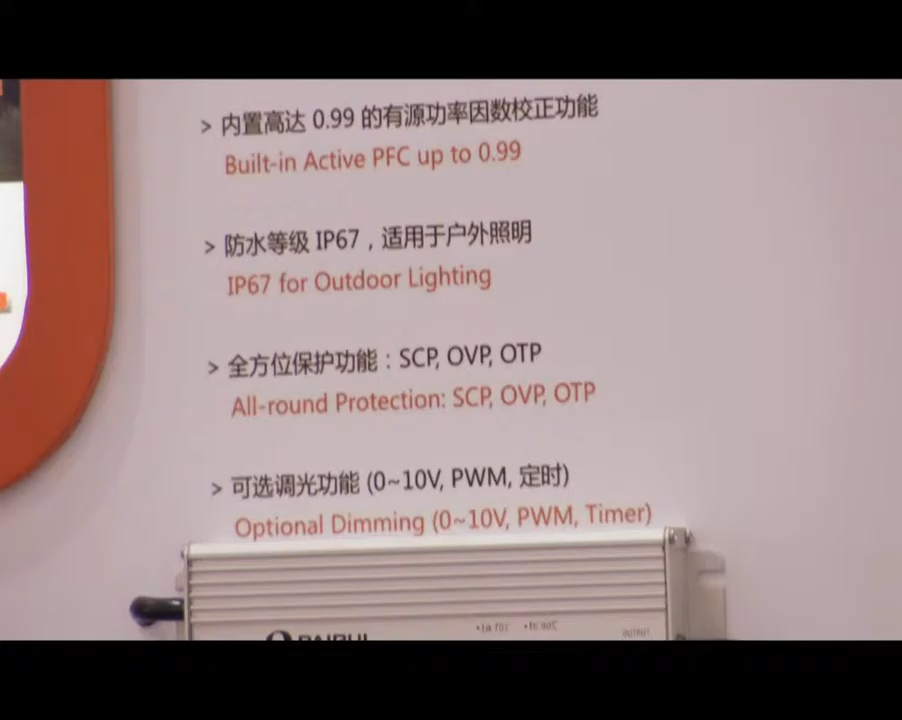 > 内置高达 0.99 的有源功率因数校正功能
Built-in Active PFC up to 0.99
> 防水等级 IP67，适用于户外照明
IP67 for Outdoor Lighting
> 全方位保护功能：SCP, OVP, OTP
All-round Protection: SCP, OVP, OTP
> 可选调光功能 (0~10V, PWM, 定时)
Optional Dimming (0~10V, PWM, Timer)
OUTPUT